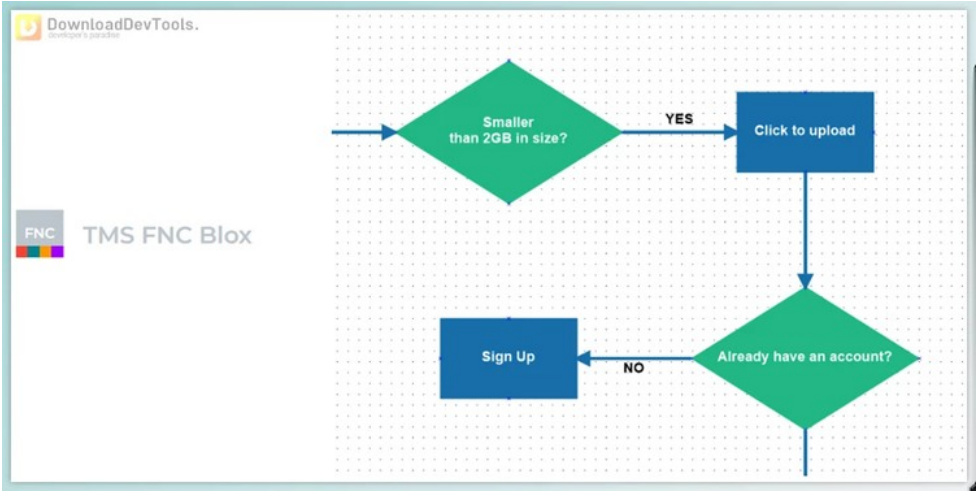 DownloadDevTools.
developer's paradise
Smaller
than 2GB in size?
YES
Click to upload
FNC
TMS FNC Blox
Sign Up
NO
Already have an account?